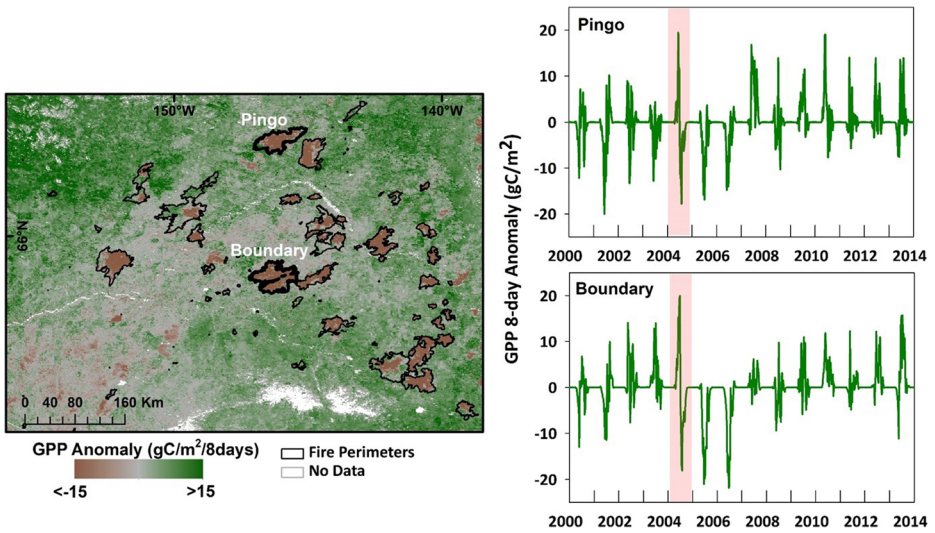 150°W
140°W
Pingo
66°N
Boundary
0 40 80 160 Km
GPP Anomaly (gC/m²/8days)
<-15
>15
Fire Perimeters
No Data
GPP 8-day Anomaly (gC/m²)
Pingo
20
10
0
-10
-20
2000 2002 2004 2006 2008 2010 2012 2014
Boundary
20
10
0
-10
-20
2000 2002 2004 2006 2008 2010 2012 2014